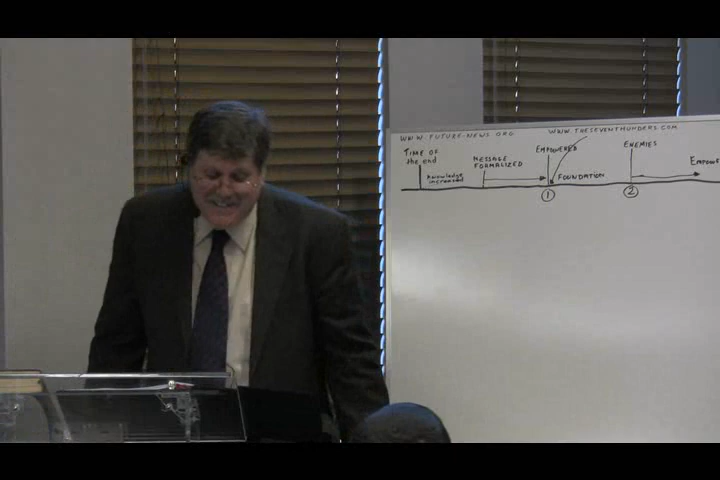 WWW.FUTURE-NEWS.ORG
WWW.THESEVENTHUNDERS.COM
TIME OF
the end
KNOWLEDGE
INCREASED
MESSAGE
FORMALIZED
EMPOWERED
FOUNDATION
ENEMIES
EMPOWE
1
2